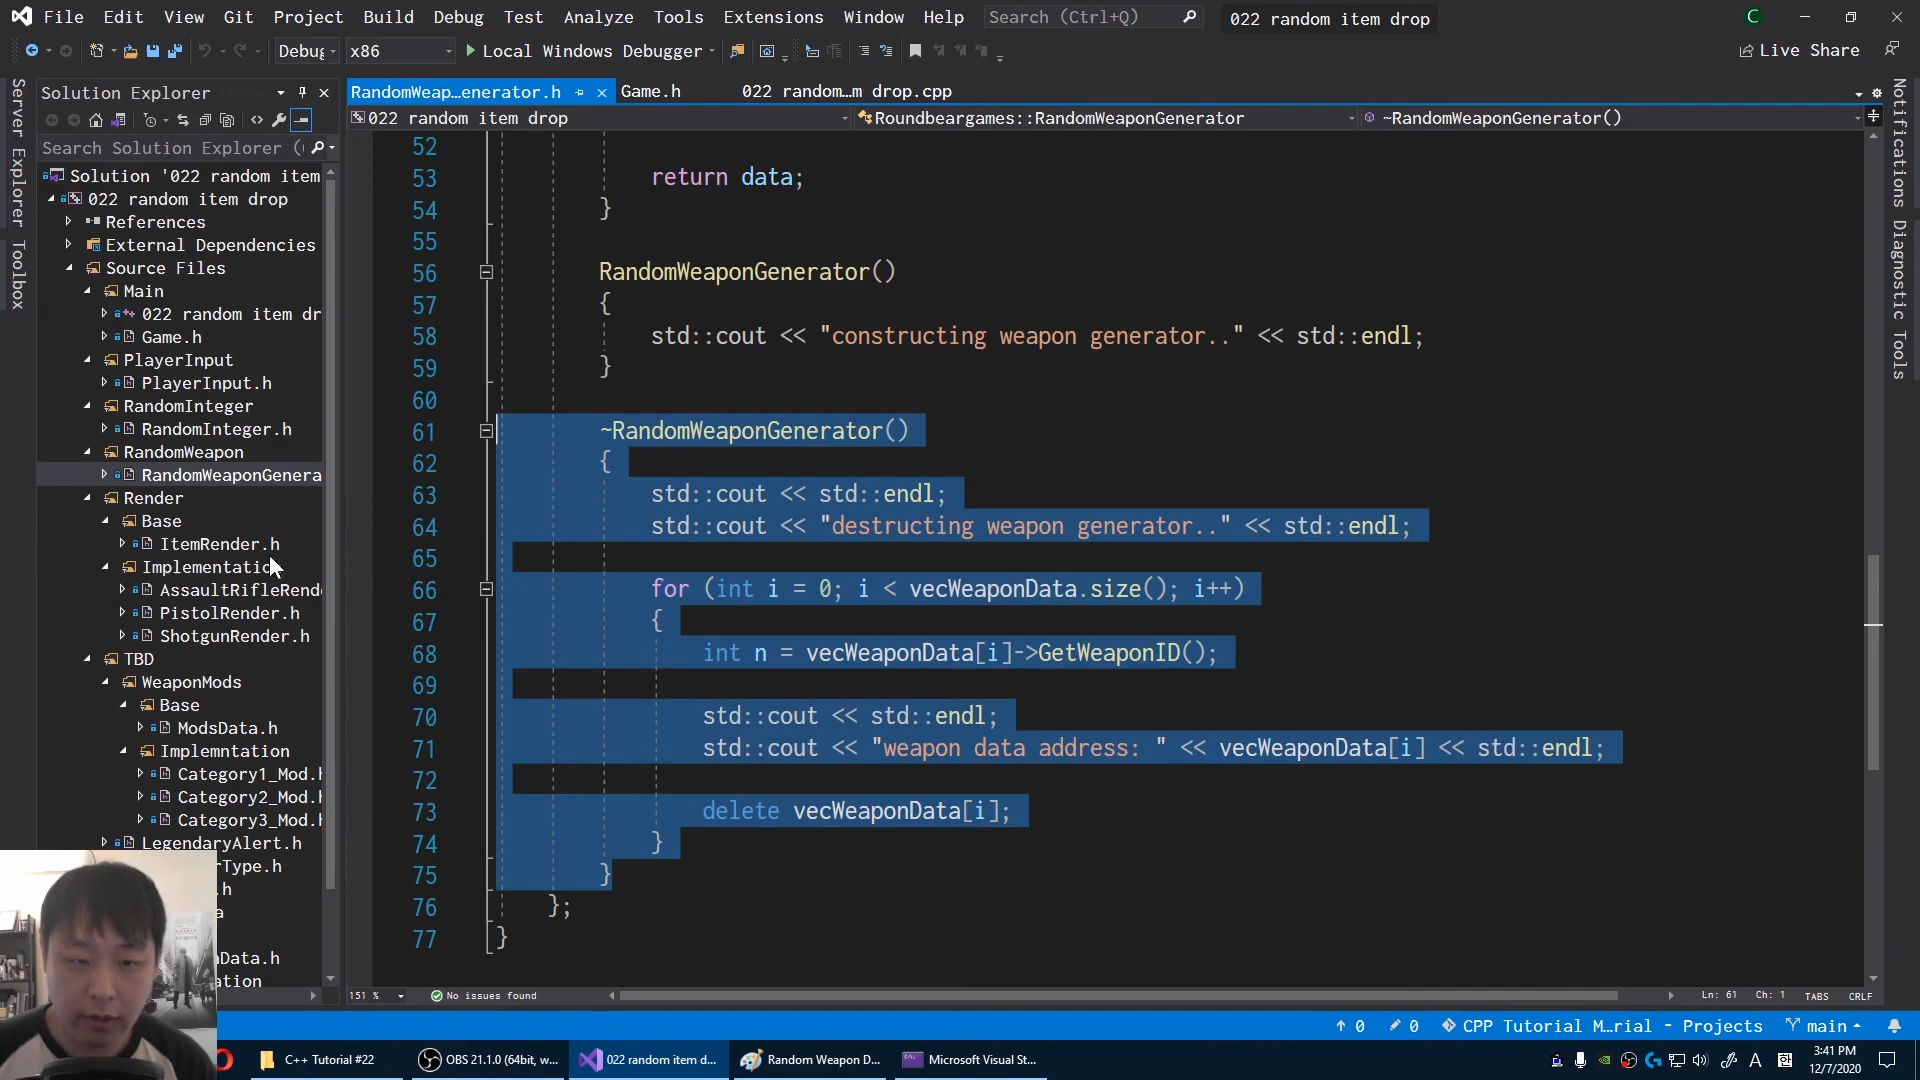 File Edit View Git Project Build Debug Test Analyze Tools Extensions Window Help Search (Ctrl+Q) 022 random item drop
C
Debug x86 Local Windows Debugger Live Share
Server Explorer
Toolbox
Solution Explorer
Search Solution Explorer (
Solution '022 random item
022 random item drop
References
External Dependencies
Source Files
Main
022 random item dr
Game.h
PlayerInput
PlayerInput.h
RandomInteger
RandomInteger.h
RandomWeapon
RandomWeaponGenera
Render
Base
ItemRender.h
Implementation
AssaultRifleRend
PistolRender.h
ShotgunRender.h
TBD
WeaponMods
Base
ModsData.h
Implemntation
Category1_Mod.h
Category2_Mod.h
Category3_Mod.h
LegendaryAlert.h
rType.h
.h
a
nData.h
ation
RandomWeap…enerator.h Game.h 022 random…m drop.cpp
022 random item drop Roundbeargames::RandomWeaponGenerator ~RandomWeaponGenerator()
52
53 return data;
54 }
55
56 RandomWeaponGenerator()
57 {
58 std::cout << "constructing weapon generator.." << std::endl;
59 }
60
61 ~RandomWeaponGenerator()
62 {
63 std::cout << std::endl;
64 std::cout << "destructing weapon generator.." << std::endl;
65
66 for (int i = 0; i < vecWeaponData.size(); i++)
67 {
68 int n = vecWeaponData[i]->GetWeaponID();
69
70 std::cout << std::endl;
71 std::cout << "weapon data address: " << vecWeaponData[i] << std::endl;
72
73 delete vecWeaponData[i];
74 }
75 }
76 };
77 }
Notifications
Diagnostic Tools
151 % No issues found Ln: 61 Ch: 1 TABS CRLF
0 0 CPP Tutorial M…rial - Projects main
C++ Tutorial #22 OBS 21.1.0 (64bit, w... 022 random item d... Random Weapon D... Microsoft Visual St... A 한 3:41 PM
12/7/2020